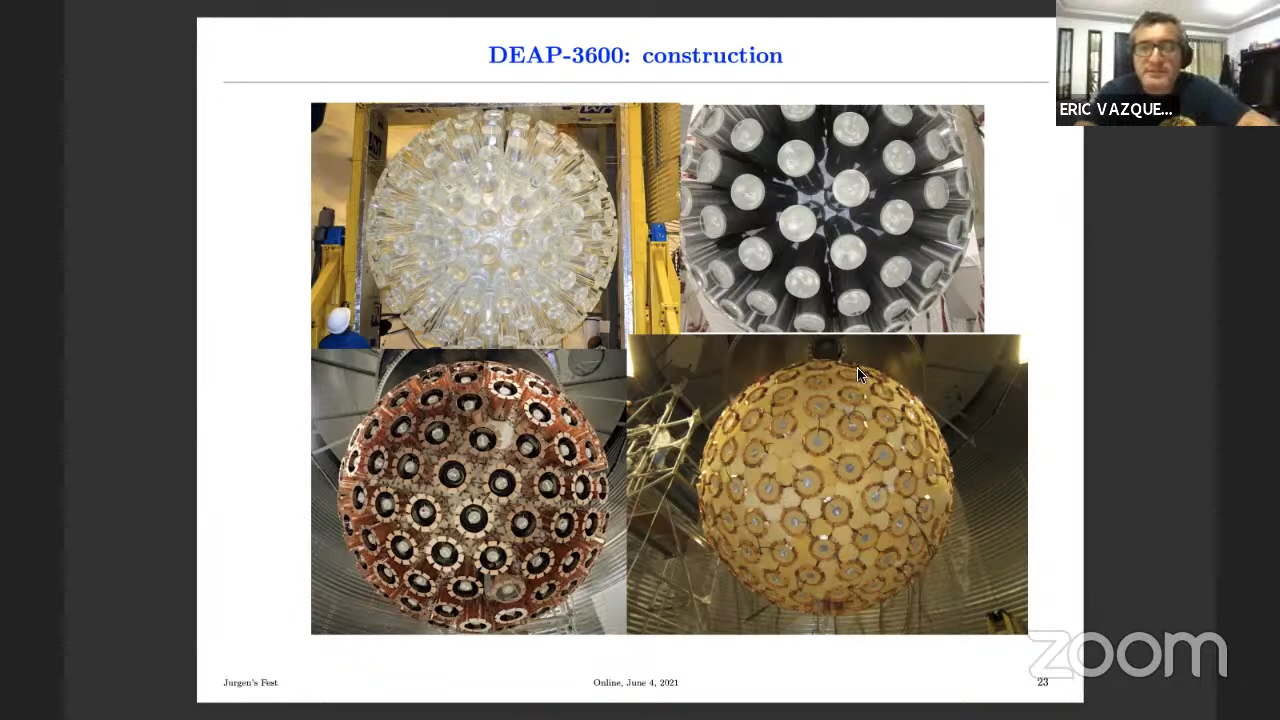 DEAP-3600: construction
ERIC VAZQUE...
zoom
Jurgen's Fest
Online, June 4, 2021
23